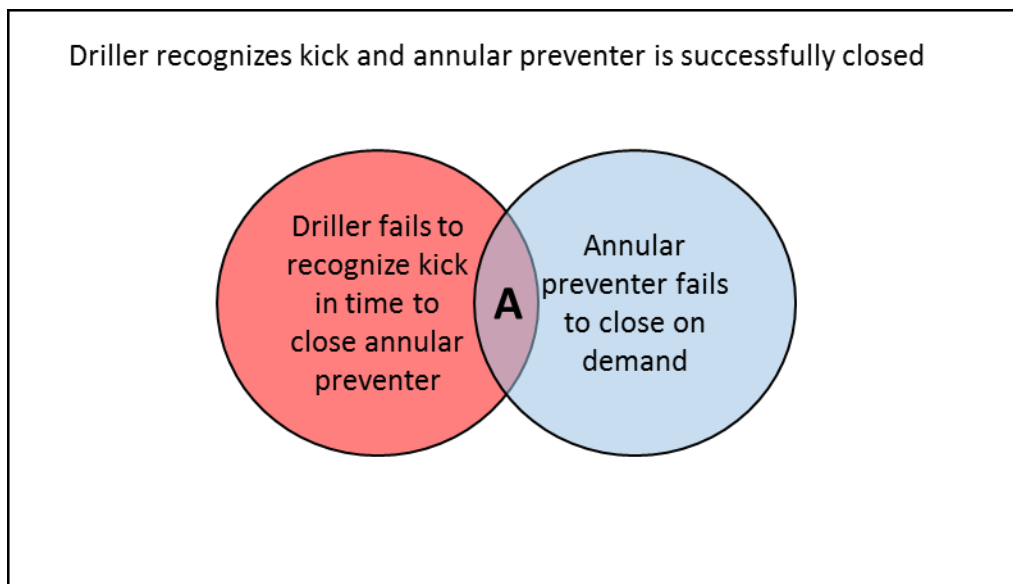 Driller recognizes kick and annular preventer is successfully closed
Driller fails to
recognize kick
in time to
close annular
preventer
A
Annular
preventer fails
to close on
demand